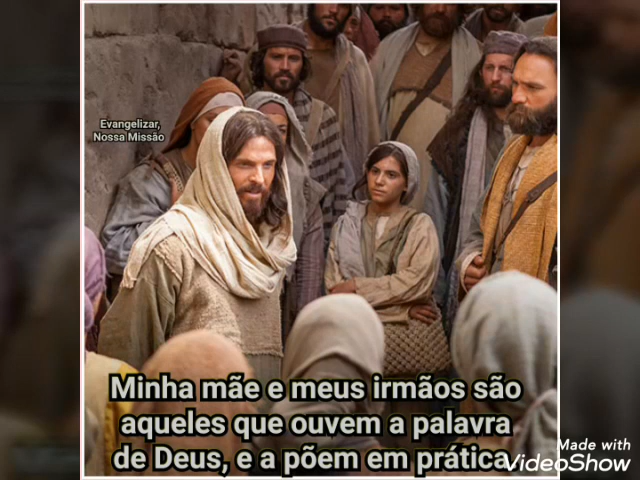 Evangelizar,
Nossa Missão
Minha mãe e meus irmãos são
aqueles que ouvem a palavra
de Deus, e a põem em prática
Made with
VideoShow